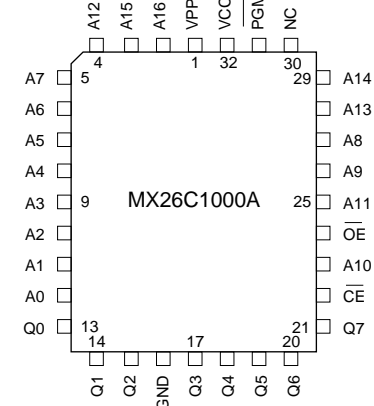 A12 A15 A16 VPP VCC PGM NC
4 1 32 30
A7 5 29 A14
A6 A13
A5 A8
A4 A9
A3 9 MX26C1000A 25 A11
A2 OE
A1 A10
A0 CE
Q0 13 21 Q7
14 17 20
Q1 Q2 GND Q3 Q4 Q5 Q6